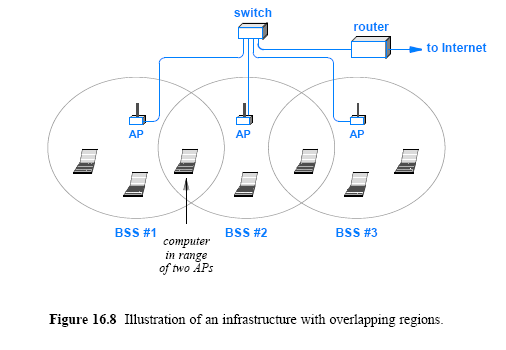 switch
router
to Internet
AP
AP
AP
BSS #1
BSS #2
BSS #3
computer
in range
of two APs
Figure 16.8 Illustration of an infrastructure with overlapping regions.